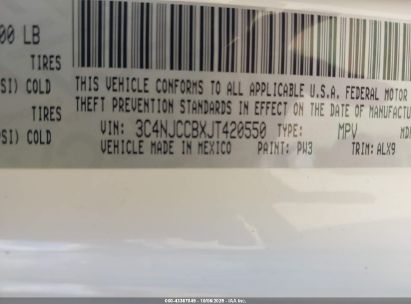 00 LB
TIRES
SI) COLD
THIS VEHICLE CONFORMS TO ALL APPLICABLE U.S.A. FEDERAL MOTOR
TIRES
THEFT PREVENTION STANDARDS IN EFFECT ON THE DATE OF MANUFACTU
PSI) COLD
VIN: 3C4NJCCBXJT420550 TYPE: MPV
VEHICLE MADE IN MEXICO PAINT: PW3 TRIM: ALX9